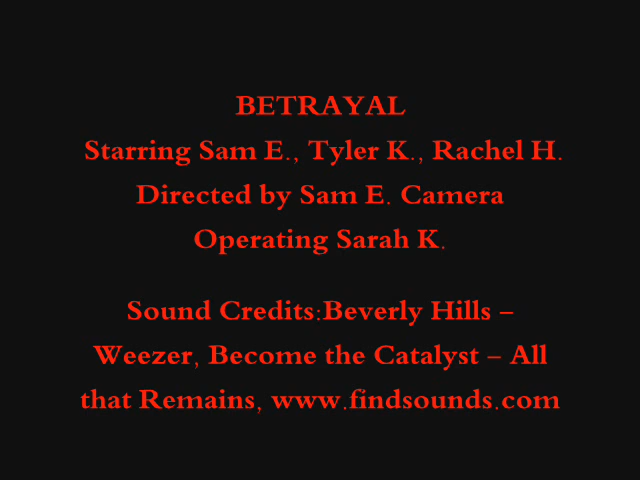 BETRAYAL
Starring Sam E., Tyler K., Rachel H.
Directed by Sam E. Camera
Operating Sarah K.
Sound Credits:Beverly Hills –
Weezer, Become the Catalyst – All
that Remains, www.findsounds.com